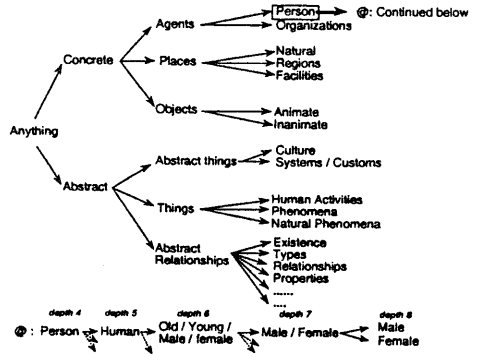 Person @: Continued below
Agents Organizations
Natural
Concrete Places Regions
Facilities
Objects Animate
Inanimate
Anything
Culture
Abstract things Systems / Customs
Abstract
Human Activities
Things Phenomena
Natural Phenomena
Abstract Relationships
Existence
Types
Relationships
Properties
......
....
depth 4 depth 5 depth 6 depth 7 depth 8
@ : Person Human Old / Young / Male / female Male / Female Male
Female